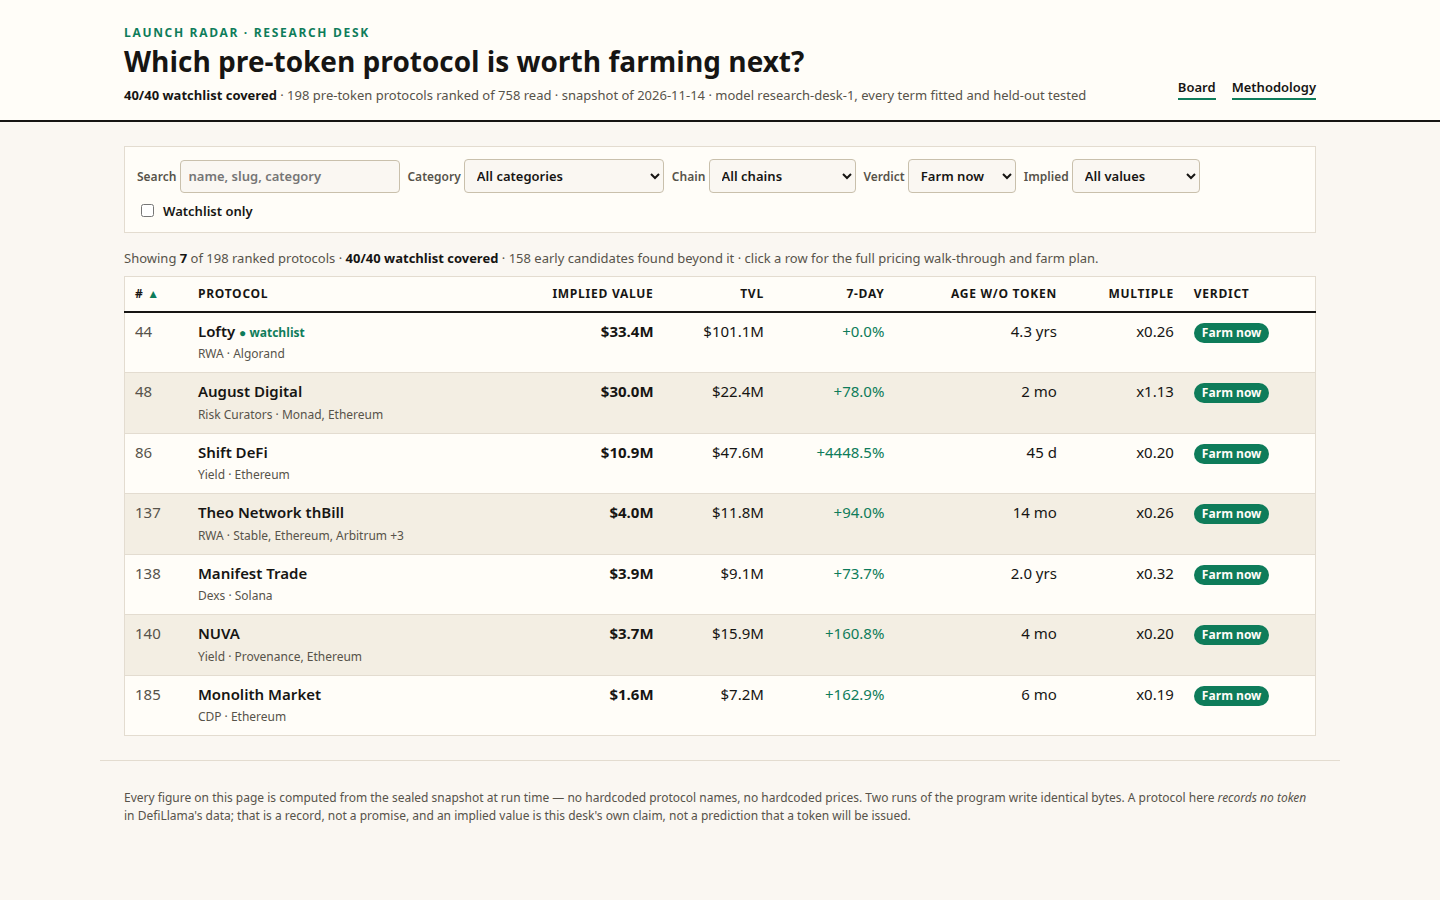 LAUNCH RADAR · RESEARCH DESK
Which pre-token protocol is worth farming next?
40/40 watchlist covered · 198 pre-token protocols ranked of 758 read · snapshot of 2026-11-14 · model research-desk-1, every term fitted and held-out tested
Board Methodology
Search name, slug, category Category All categories Chain All chains Verdict Farm now Implied All values
Watchlist only
Showing 7 of 198 ranked protocols · 40/40 watchlist covered · 158 early candidates found beyond it · click a row for the full pricing walk-through and farm plan.
# ▲ PROTOCOL IMPLIED VALUE TVL 7-DAY AGE W/O TOKEN MULTIPLE VERDICT
44 Lofty ● watchlist $33.4M $101.1M +0.0% 4.3 yrs x0.26 Farm now
RWA · Algorand
48 August Digital $30.0M $22.4M +78.0% 2 mo x1.13 Farm now
Risk Curators · Monad, Ethereum
86 Shift DeFi $10.9M $47.6M +4448.5% 45 d x0.20 Farm now
Yield · Ethereum
137 Theo Network thBill $4.0M $11.8M +94.0% 14 mo x0.26 Farm now
RWA · Stable, Ethereum, Arbitrum +3
138 Manifest Trade $3.9M $9.1M +73.7% 2.0 yrs x0.32 Farm now
Dexs · Solana
140 NUVA $3.7M $15.9M +160.8% 4 mo x0.20 Farm now
Yield · Provenance, Ethereum
185 Monolith Market $1.6M $7.2M +162.9% 6 mo x0.19 Farm now
CDP · Ethereum
Every figure on this page is computed from the sealed snapshot at run time — no hardcoded protocol names, no hardcoded prices. Two runs of the program write identical bytes. A protocol here records no token
in DefiLlama's data; that is a record, not a promise, and an implied value is this desk's own claim, not a prediction that a token will be issued.